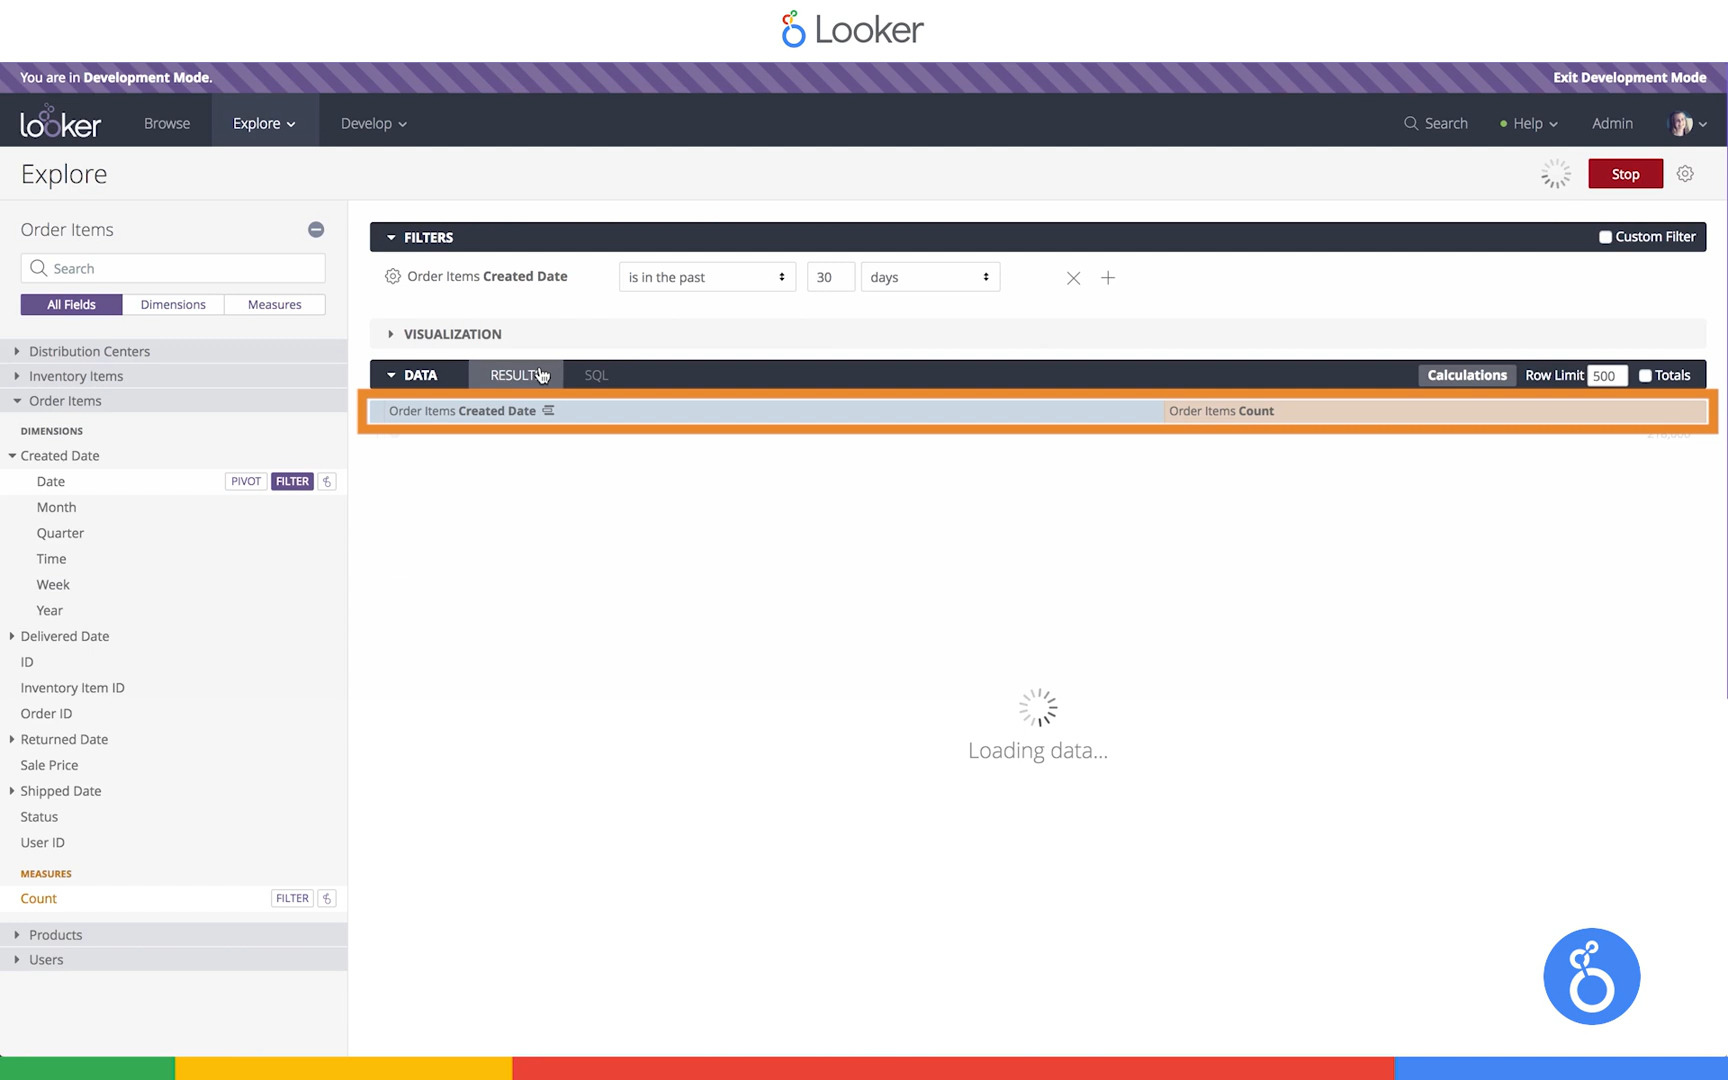 Looker
You are in Development Mode.
Exit Development Mode
looker
Browse
Explore
Develop
Search
Help
Admin
Explore
Stop
Order Items
Search
All Fields
Dimensions
Measures
Distribution Centers
Inventory Items
Order Items
DIMENSIONS
Created Date
Date
PIVOT
FILTER
Month
Quarter
Time
Week
Year
Delivered Date
ID
Inventory Item ID
Order ID
Returned Date
Sale Price
Shipped Date
Status
User ID
MEASURES
Count
FILTER
Products
Users
FILTERS
Custom Filter
Order Items Created Date
is in the past
30
days
VISUALIZATION
DATA
RESULTS
SQL
Calculations
Row Limit
500
Totals
Order Items Created Date
Order Items Count
Loading data...